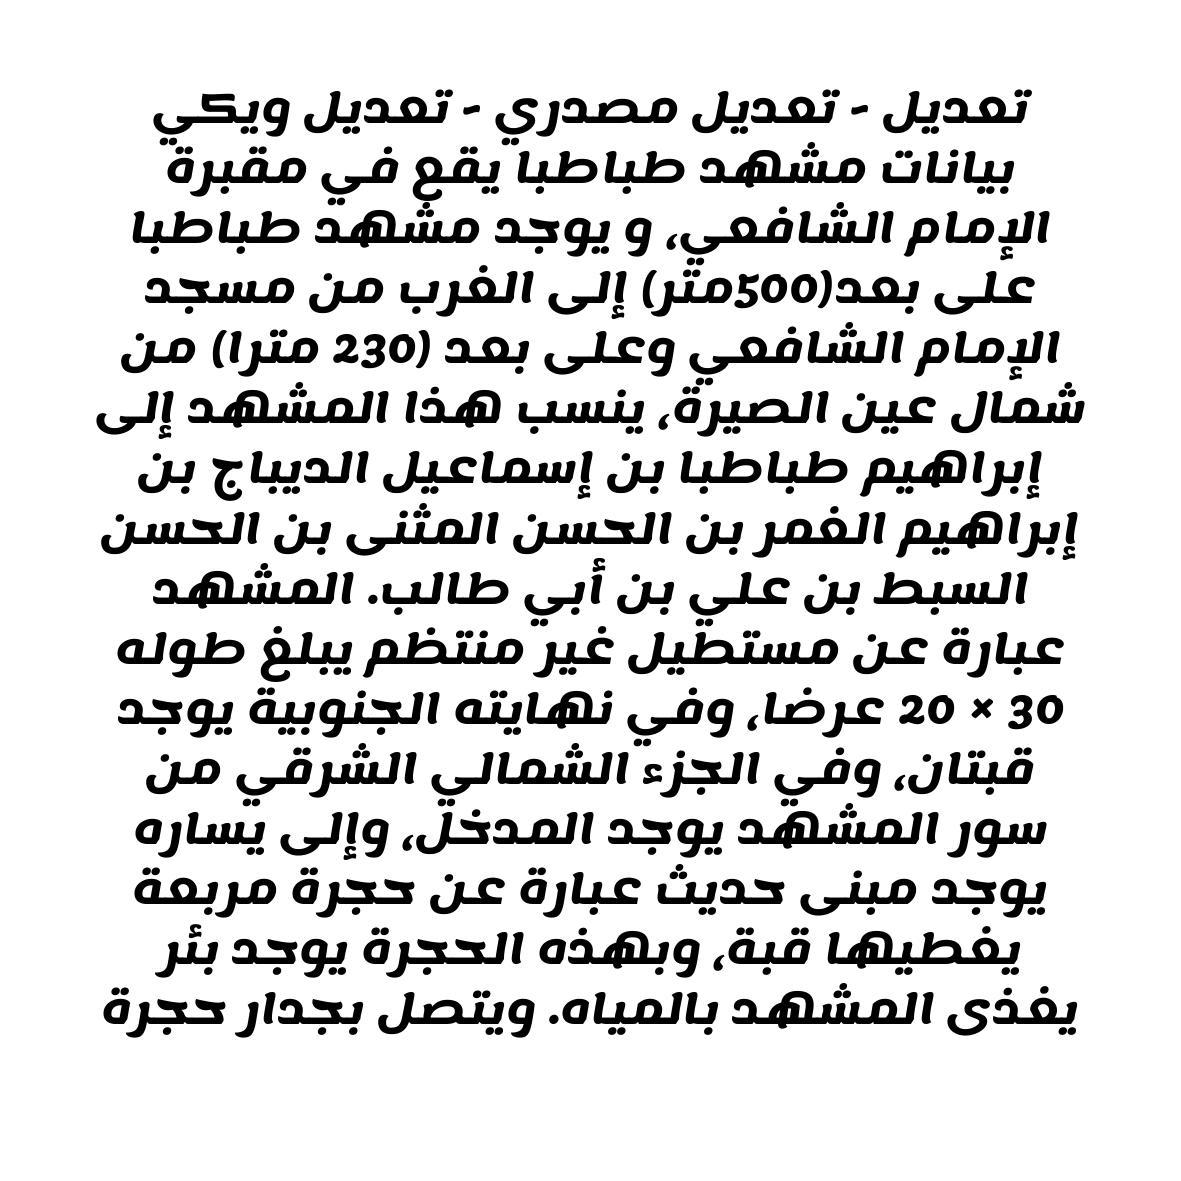 تعديل - تعديل مصدري - تعديل ويكي
بيانات مشهد طباطبا يقع في مقبرة
الإمام الشافعي، و يوجد مشهد طباطبا
على بعد(500متر) إلى الغرب من مسجد
الإمام الشافعي وعلى بعد (230 مترا) من
شمال عين الصيرة، ينسب هذا المشهد إلى
إبراهيم طباطبا بن إسماعيل الديباج بن
إبراهيم الغمر بن الحسن المثنى بن الحسن
السبط بن علي بن أبي طالب. المشهد
عبارة عن مستطيل غير منتظم يبلغ طوله
30 × 20 عرضا، وفي نهايته الجنوبية يوجد
قبتان، وفي الجزء الشمالي الشرقي من
سور المشهد يوجد المدخل، وإلى يساره
يوجد مبنى حديث عبارة عن حجرة مربعة
يغطيها قبة، وبهذه الحجرة يوجد بئر
يغذى المشهد بالمياه. ويتصل بجدار حجرة